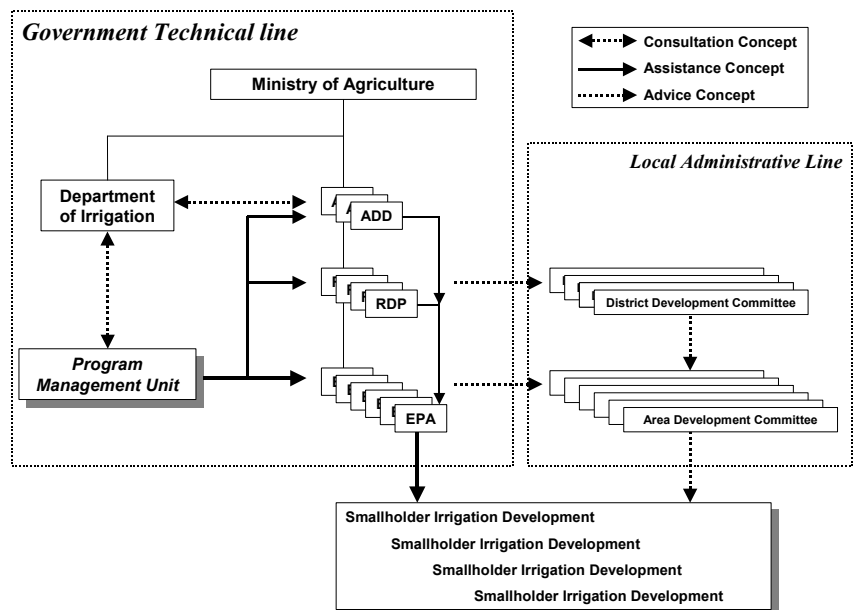 Government Technical line
Consultation Concept
Assistance Concept
Advice Concept
Ministry of Agriculture
Local Administrative Line
Department
of Irrigation
A
A
ADD
RDP
District Development Committee
Program
Management Unit
EPA
Area Development Committee
Smallholder Irrigation Development
Smallholder Irrigation Development
Smallholder Irrigation Development
Smallholder Irrigation Development